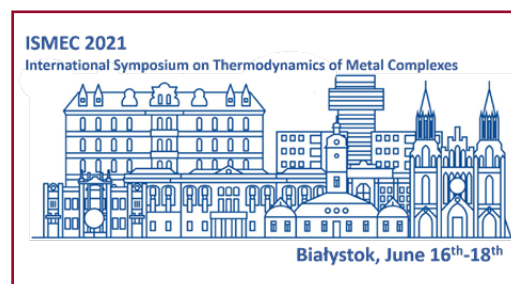 ISMEC 2021
International Symposium on Thermodynamics of Metal Complexes
Białystok, June 16th-18th